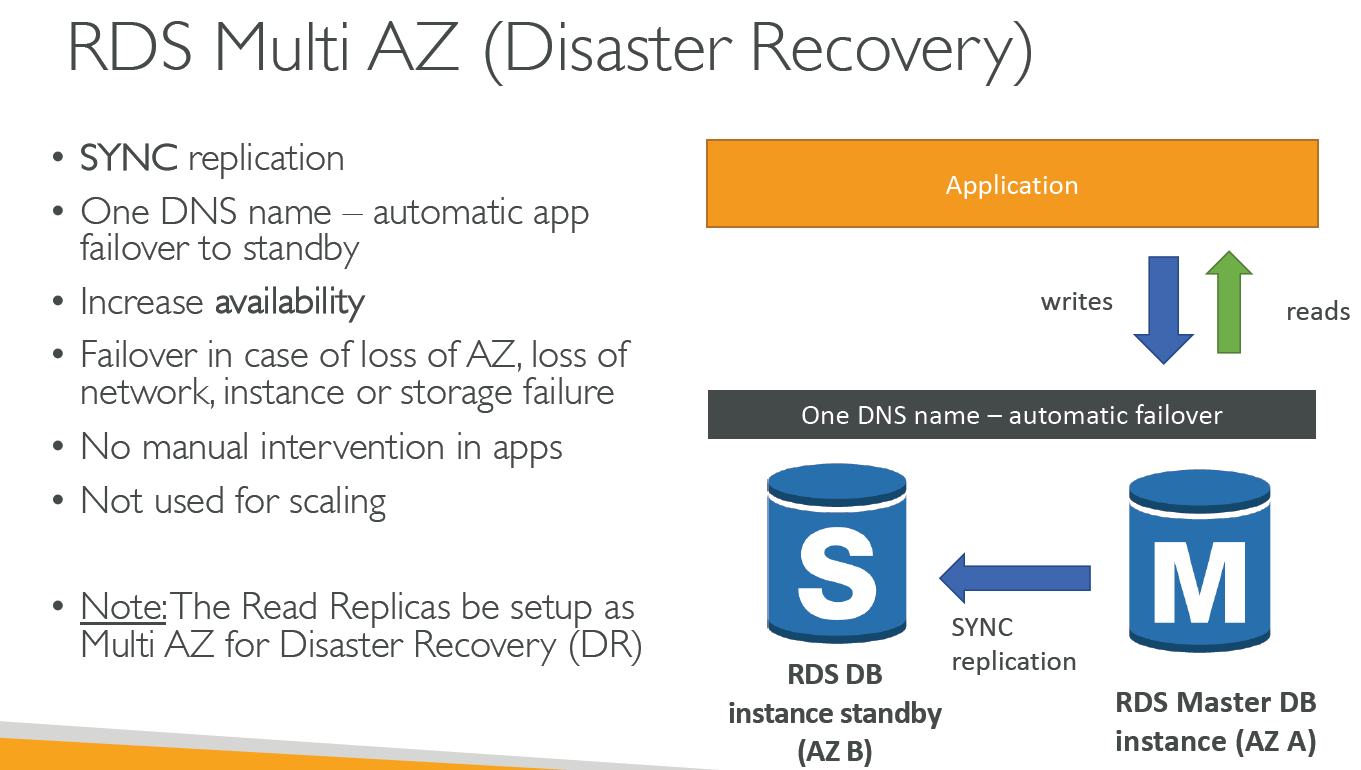 RDS Multi AZ (Disaster Recovery)
• SYNC replication
• One DNS name – automatic app
failover to standby
• Increase availability
• Failover in case of loss of AZ, loss of
network, instance or storage failure
• No manual intervention in apps
• Not used for scaling
• Note: The Read Replicas be setup as
Multi AZ for Disaster Recovery (DR)
Application
writes
reads
One DNS name – automatic failover
S
M
SYNC
replication
RDS DB
instance standby
(AZ B)
RDS Master DB
instance (AZ A)